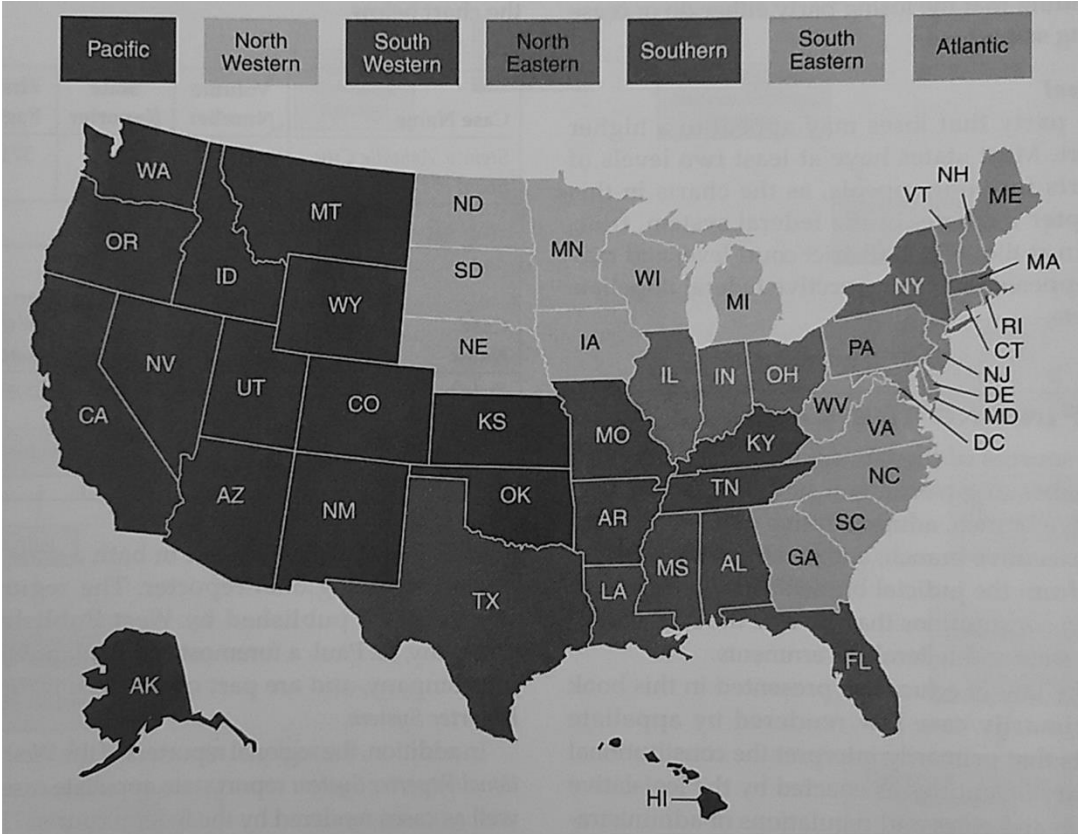 Pacific
North
Western
South
Western
North
Eastern
Southern
South
Eastern
Atlantic
WA
OR
CA
NV
ID
MT
WY
UT
CO
AZ
NM
ND
SD
NE
KS
OK
TX
MN
IA
MO
AR
LA
WI
MI
IL
IN
OH
KY
TN
MS
AL
GA
FL
SC
NC
VA
WV
PA
NY
VT
NH
ME
MA
RI
CT
NJ
DE
MD
DC
AK
HI